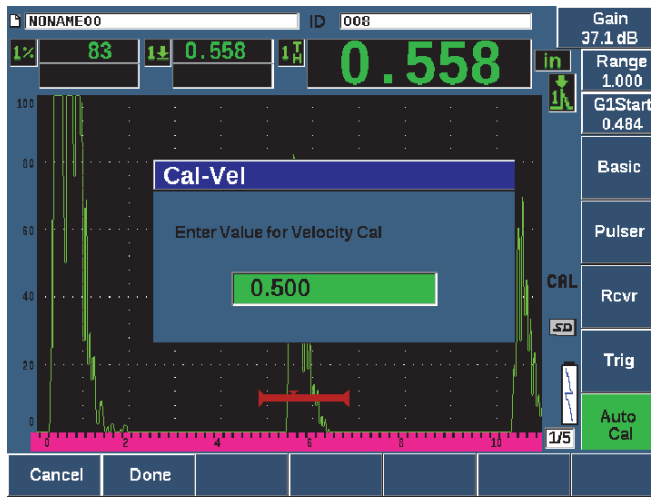 NONAME00 ID 008
Gain
37.1 dB
1% 83 1 0.558 1 T/H 0.558 in
Range
1.000
G1Start
0.484
Basic
Pulser
CAL
Rcvr
SD
Trig
Auto
Cal
1/5
100
80
60
40
20
0
Cal-Vel
Enter Value for Velocity Cal
0.500
0 2 4 6 8 10
Cancel Done